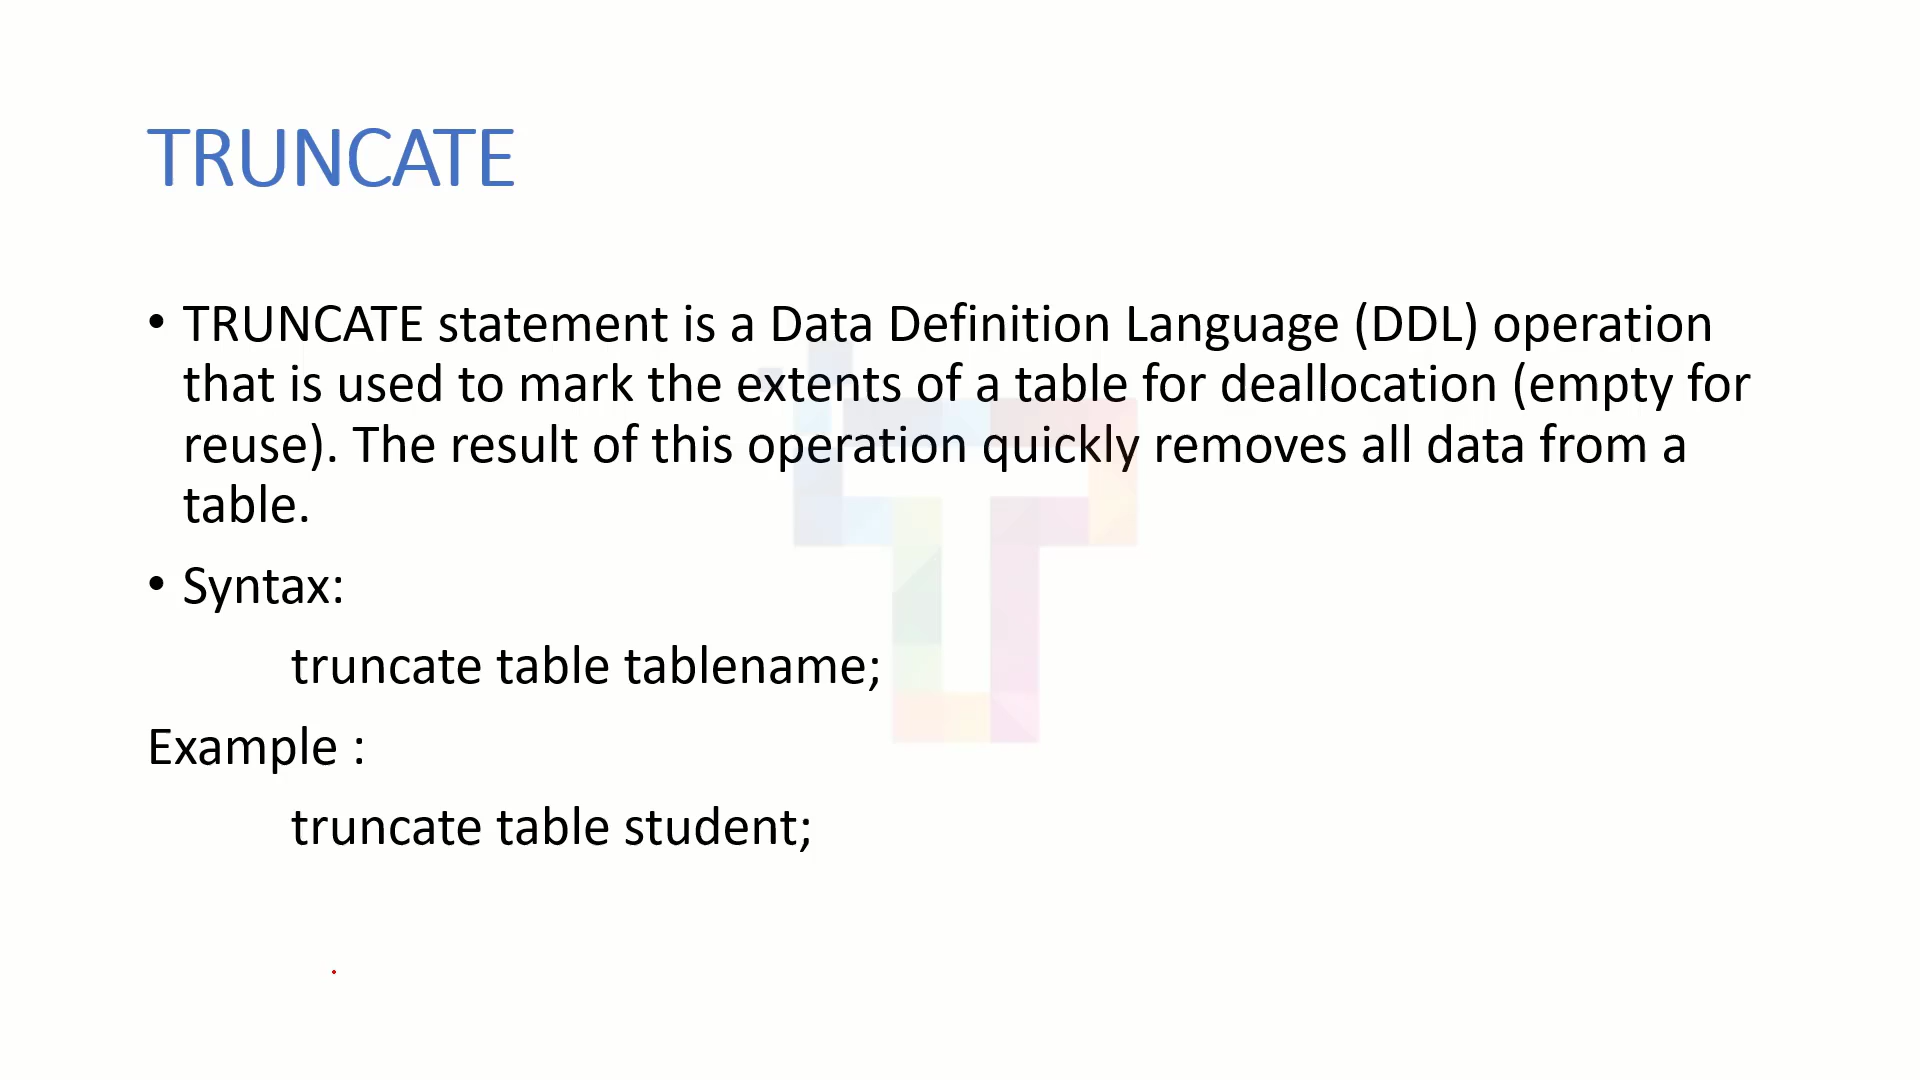 TRUNCATE
• TRUNCATE statement is a Data Definition Language (DDL) operation
that is used to mark the extents of a table for deallocation (empty for
reuse). The result of this operation quickly removes all data from a
table.
• Syntax:
truncate table tablename;
Example :
truncate table student;